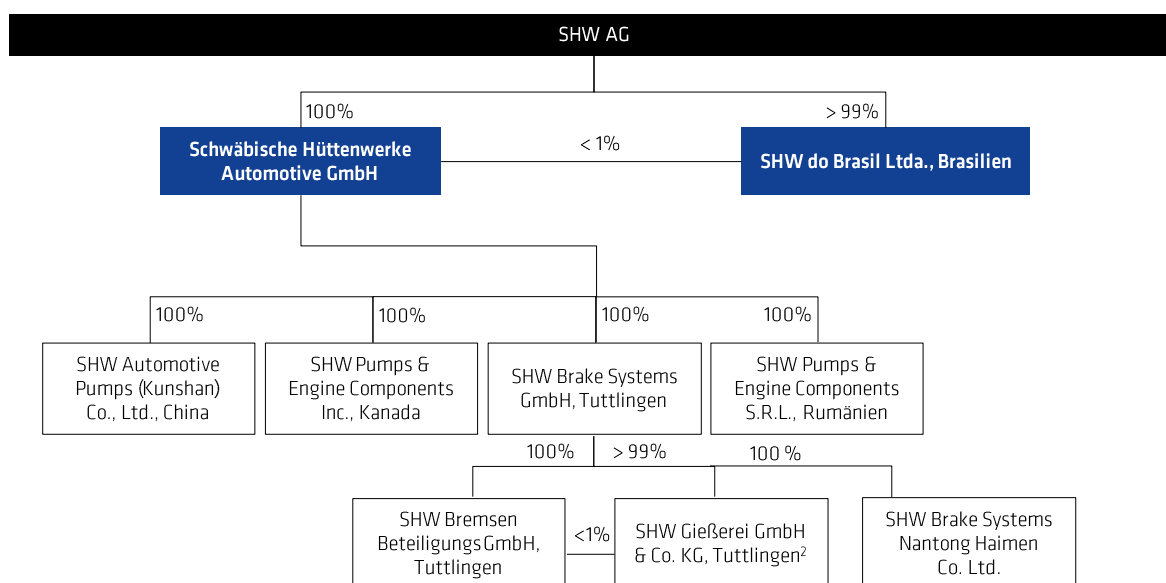 SHW AG
100%
> 99%
Schwäbische Hüttenwerke
Automotive GmbH
< 1%
SHW do Brasil Ltda., Brasilien
100%
100%
100%
100%
SHW Automotive
Pumps (Kunshan)
Co., Ltd., China
SHW Pumps &
Engine Components
Inc., Kanada
SHW Brake Systems
GmbH, Tuttlingen
SHW Pumps &
Engine Components
S.R.L., Rumänien
100%
> 99%
100 %
SHW Bremsen
Beteiligungs GmbH,
Tuttlingen
<1%
SHW Gießerei GmbH
& Co. KG, Tuttlingen²
SHW Brake Systems
Nantong Haimen
Co. Ltd.